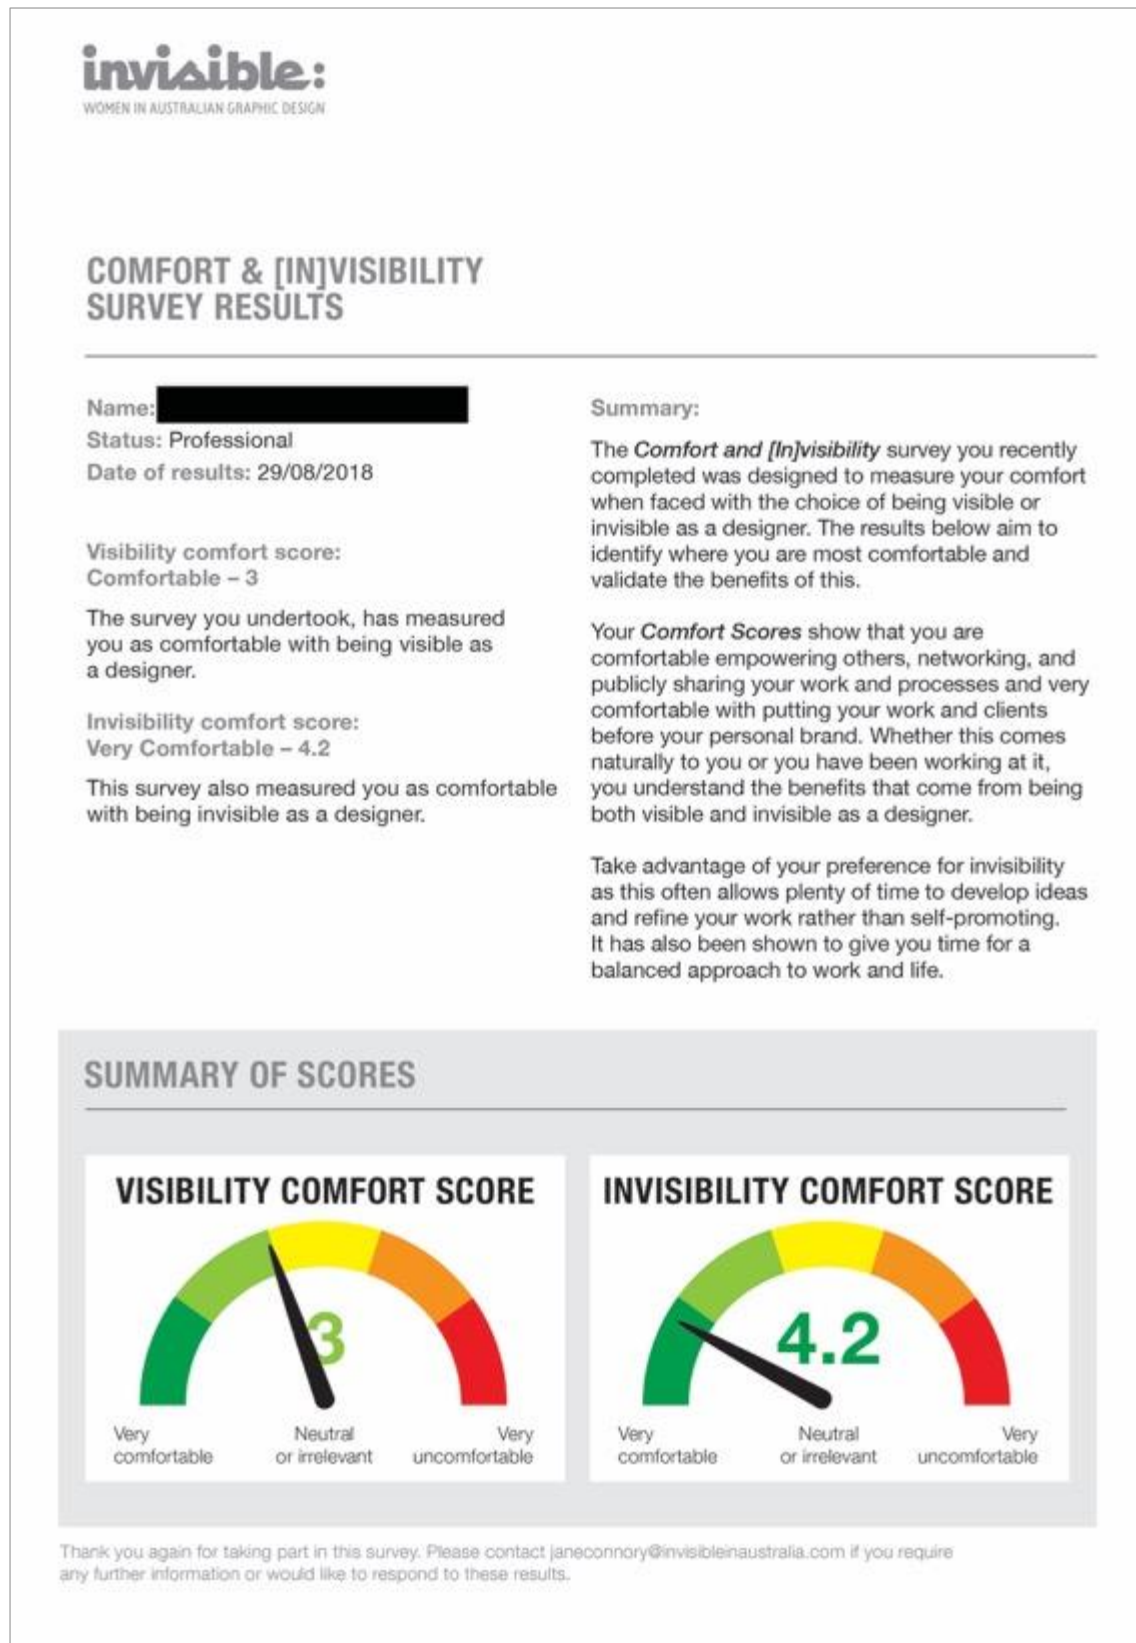 invisible:
WOMEN IN AUSTRALIAN GRAPHIC DESIGN
COMFORT & [IN]VISIBILITY
SURVEY RESULTS
Name:
Status: Professional
Date of results: 29/08/2018
Visibility comfort score:
Comfortable – 3
The survey you undertook, has measured
you as comfortable with being visible as
a designer.
Invisibility comfort score:
Very Comfortable – 4.2
This survey also measured you as comfortable
with being invisible as a designer.
Summary:
The Comfort and [In]visibility survey you recently
completed was designed to measure your comfort
when faced with the choice of being visible or
invisible as a designer. The results below aim to
identify where you are most comfortable and
validate the benefits of this.
Your Comfort Scores show that you are
comfortable empowering others, networking, and
publicly sharing your work and processes and very
comfortable with putting your work and clients
before your personal brand. Whether this comes
naturally to you or you have been working at it,
you understand the benefits that come from being
both visible and invisible as a designer.
Take advantage of your preference for invisibility
as this often allows plenty of time to develop ideas
and refine your work rather than self-promoting.
It has also been shown to give you time for a
balanced approach to work and life.
SUMMARY OF SCORES
VISIBILITY COMFORT SCORE
3
Very
comfortable
Neutral
or irrelevant
Very
uncomfortable
INVISIBILITY COMFORT SCORE
4.2
Very
comfortable
Neutral
or irrelevant
Very
uncomfortable
Thank you again for taking part in this survey. Please contact janeconnory@invisibleinaustralia.com if you require
any further information or would like to respond to these results.